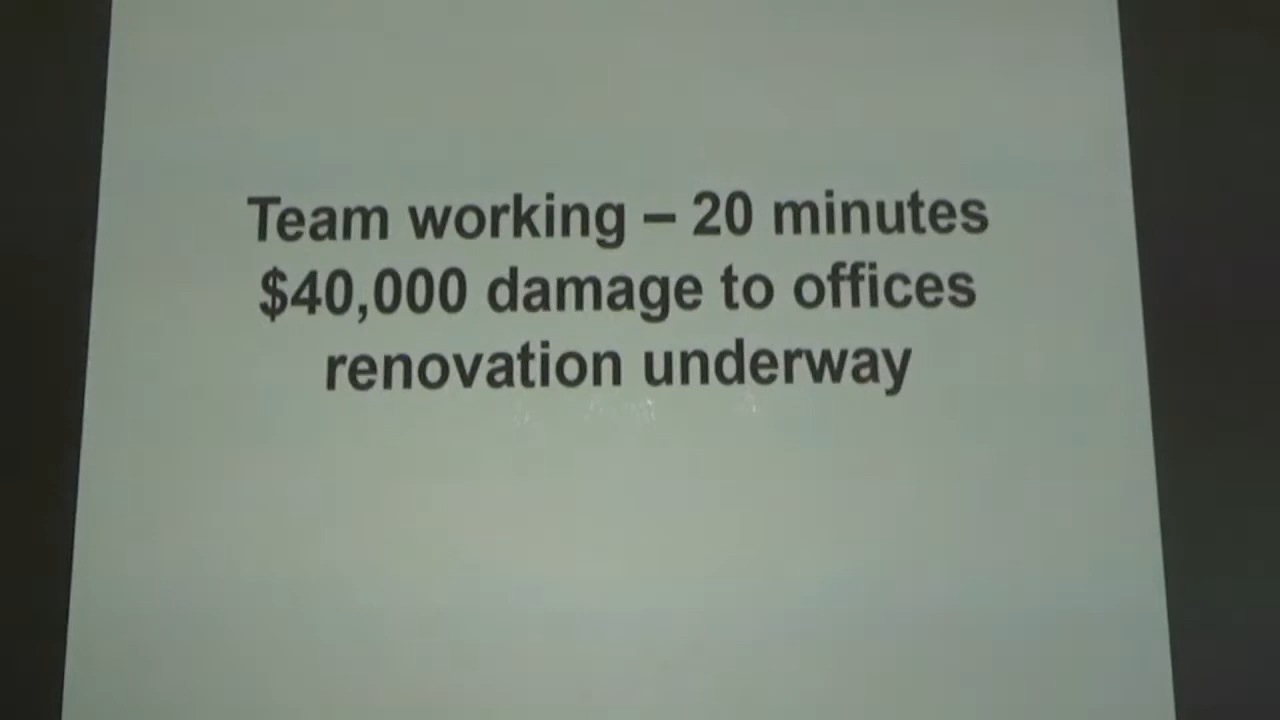 Team working – 20 minutes
$40,000 damage to offices
renovation underway